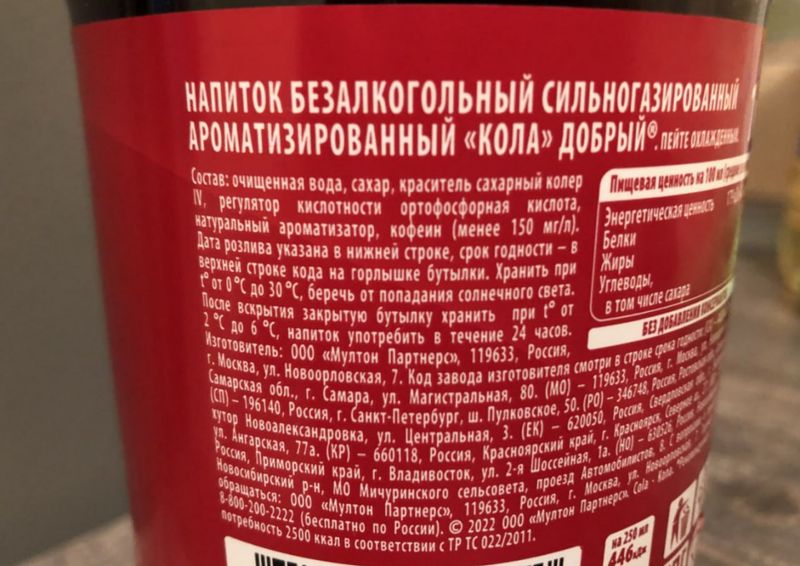 НАПИТОК БЕЗАЛКОГОЛЬНЫЙ СИЛЬНОГАЗИРОВАННЫЙ
АРОМАТИЗИРОВАННЫЙ «КОЛА» ДОБРЫЙ®. ПЕЙТЕ ОХЛАЖДЕННЫМ.
Состав: очищенная вода, сахар, краситель сахарный колер
IV, регулятор кислотности ортофосфорная кислота,
натуральный ароматизатор, кофеин (менее 150 мг/л).
Дата розлива указана в нижней строке, срок годности – в
верхней строке кода на горлышке бутылки. Хранить при
t° от 0 °C до 30 °C, беречь от попадания солнечного света.
После вскрытия закрытую бутылку хранить при t° от
2 °C до 6 °C, напиток употребить в течение 24 часов.
Изготовитель: ООО «Мултон Партнерс», 119633, Россия,
г. Москва, ул. Новоорловская, 7. Код завода изготовителя смотри в строке срока годности:
Самарская обл., г. Самара, ул. Магистральная, 80. (МО) – 119633, Россия, г. Москва, ул.
(СП) – 196140, Россия, г. Санкт-Петербург, ш. Пулковское, 50. (РО) – 346748, Россия, Ростовская обл.,
хутор Новоалександровка, ул. Центральная, 3. (ЕК) – 620050, Россия, Свердловская
ул. Ангарская, 77а. (КР) – 660118, Россия, Красноярский край, г. Красноярск, Северное ш.,
Россия, Приморский край, г. Владивосток, ул. 2-я Шоссейная, 1а. (НО) – 630526, Россия,
Новосибирский р-н, МО Мичуринского сельсовета, проезд Автомобилистов, 8. С
обращаться: ООО «Мултон Партнерс», 119633, Россия, г. Москва, ул. Новоорловская,
8-800-200-2222 (бесплатно по России). © 2022 ООО «Мултон Партнерс». Cola - Кола.
потребность 2500 ккал в соответствии с ТР ТС 022/2011.
Пищевая ценность на 100 мл
Энергетическая ценность
Белки
Жиры
Углеводы,
в том числе сахара
БЕЗ ДОБАВЛЕНИЯ
на 250 мл
446кДж